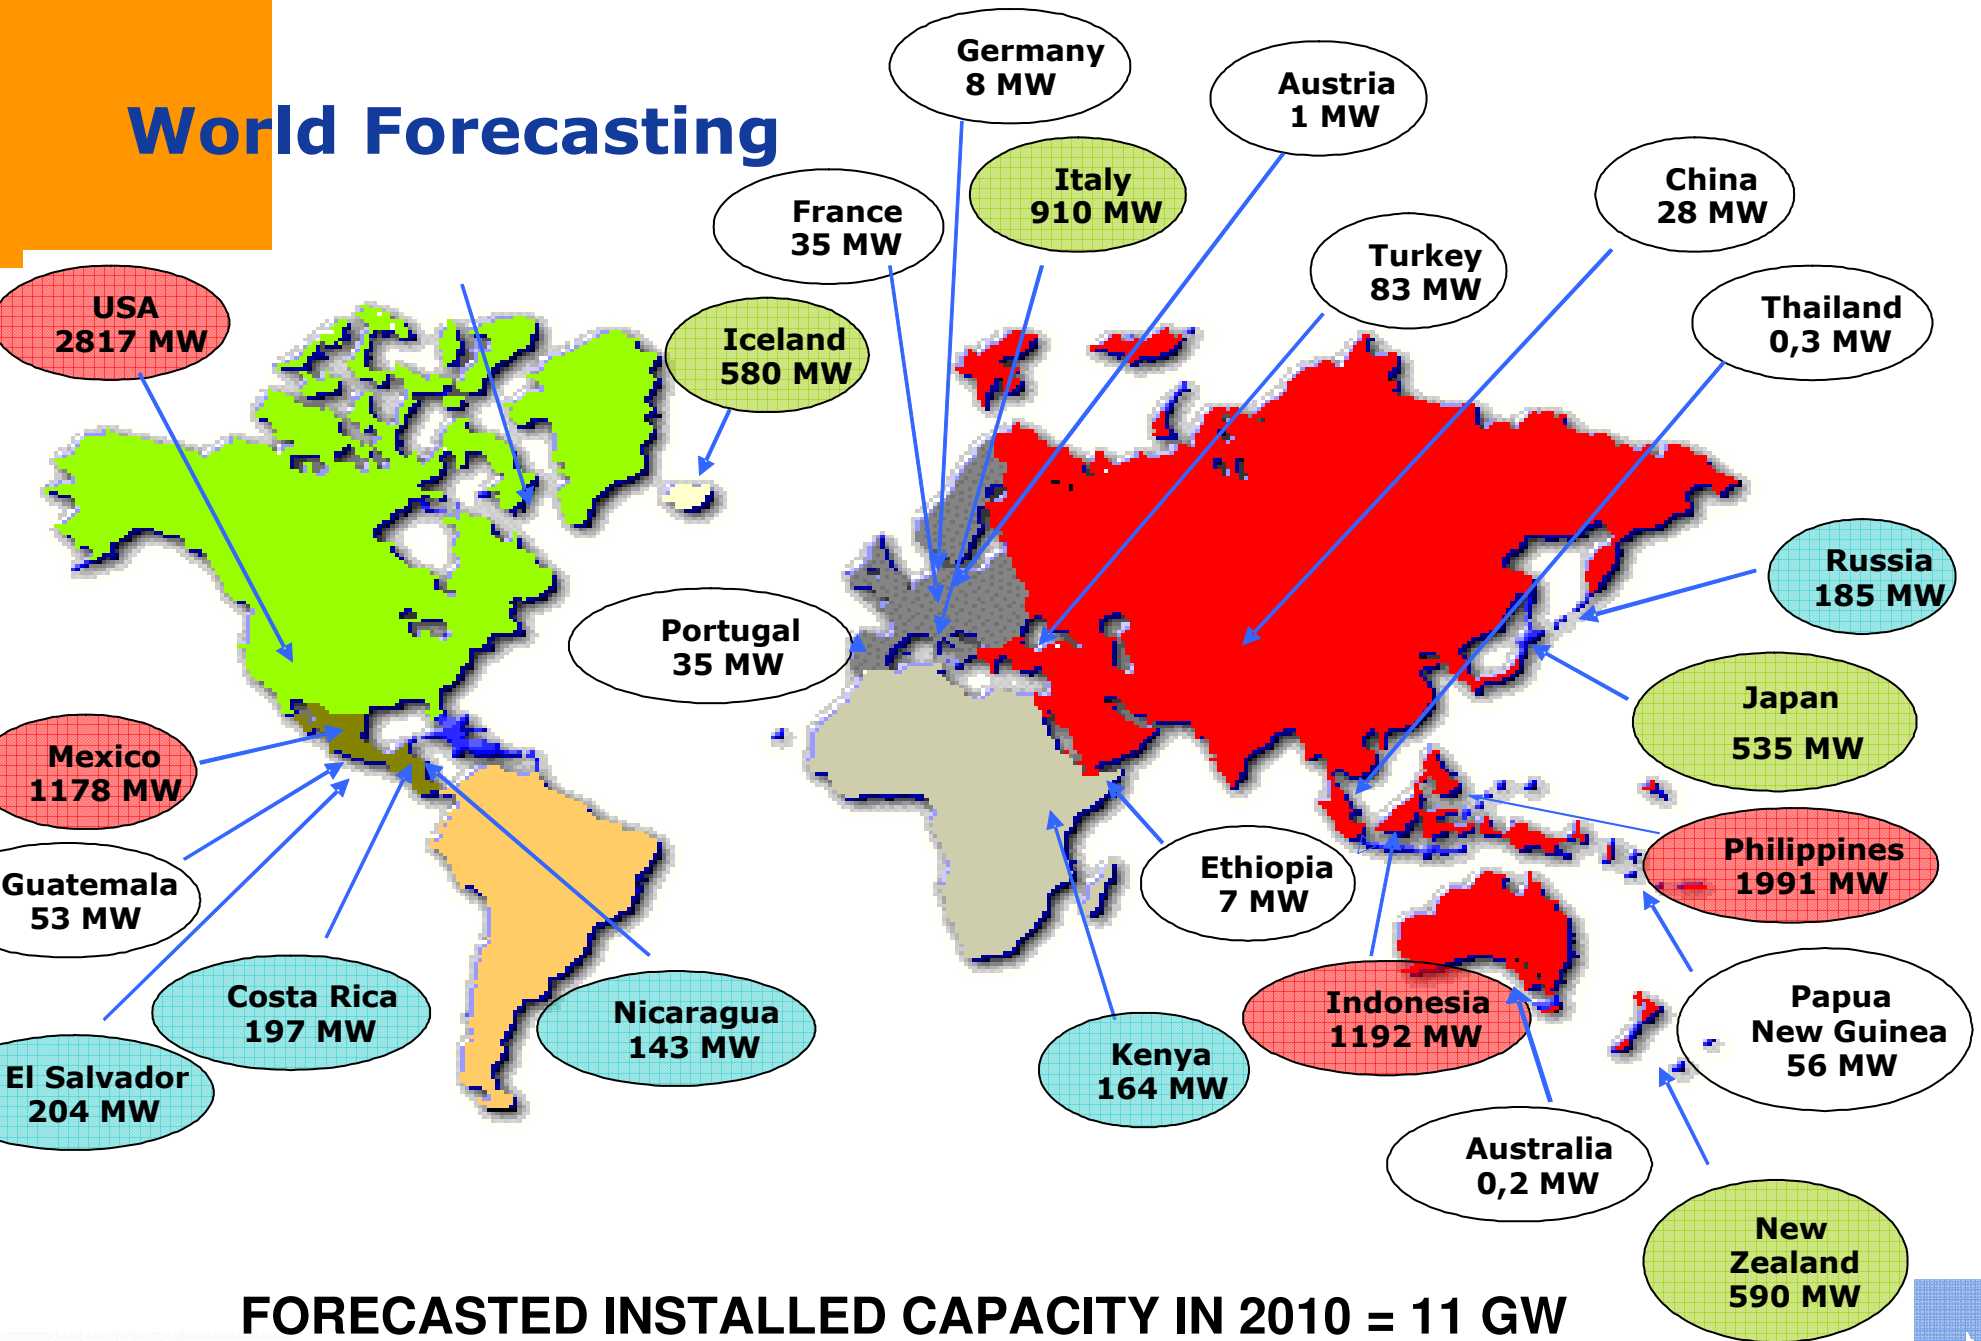 World Forecasting
Germany
8 MW
Austria
1 MW
Italy
910 MW
China
28 MW
France
35 MW
Turkey
83 MW
USA
2817 MW
Iceland
580 MW
Thailand
0,3 MW
Russia
185 MW
Portugal
35 MW
Japan
535 MW
Mexico
1178 MW
Philippines
1991 MW
Guatemala
53 MW
Ethiopia
7 MW
Costa Rica
197 MW
Nicaragua
143 MW
Indonesia
1192 MW
Papua
New Guinea
56 MW
El Salvador
204 MW
Kenya
164 MW
Australia
0,2 MW
New
Zealand
590 MW
FORECASTED INSTALLED CAPACITY IN 2010 = 11 GW